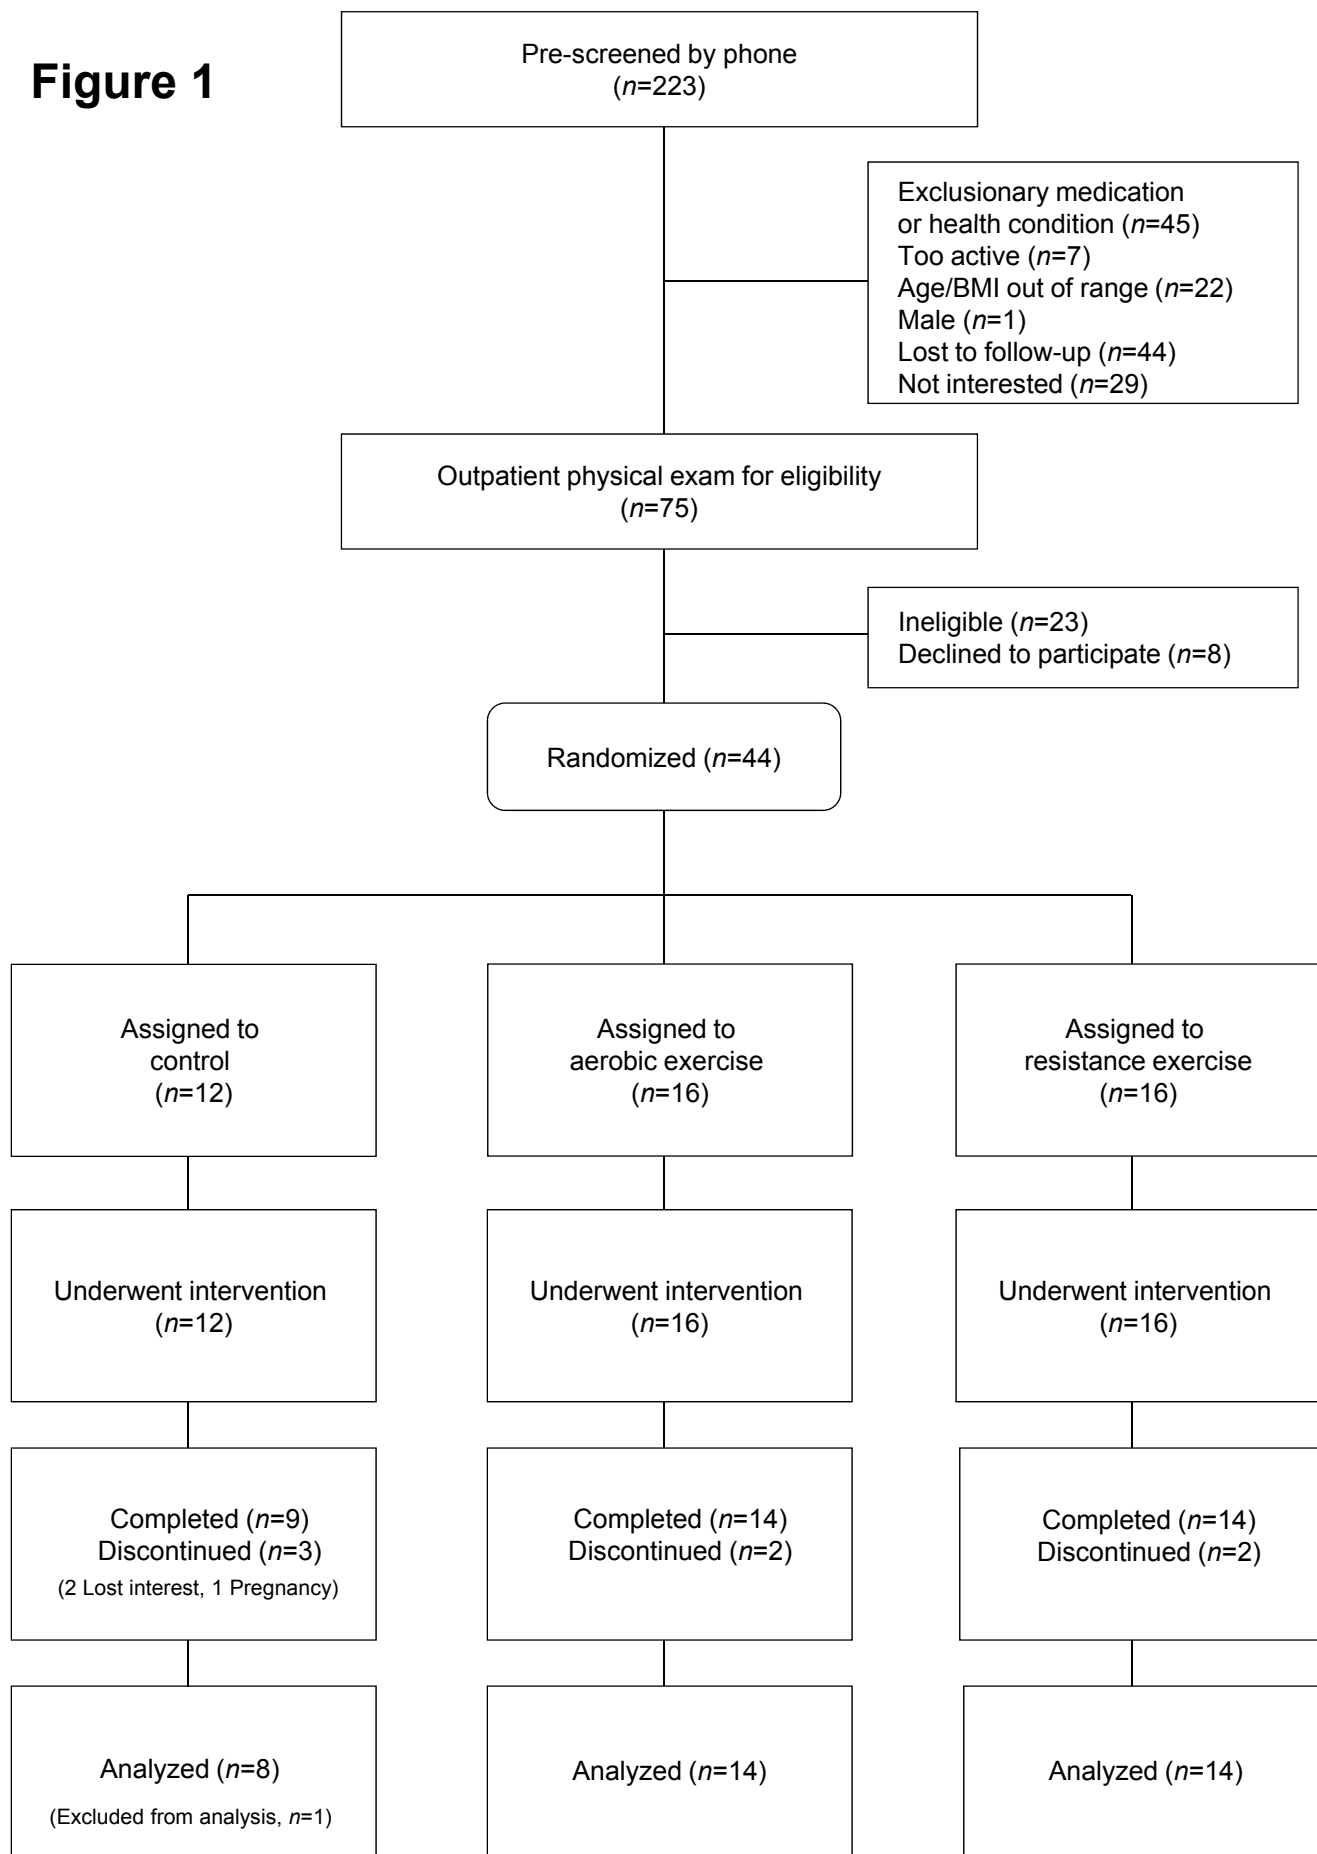 Figure 1
Pre-screened by phone
(n=223)
Exclusionary medication
or health condition (n=45)
Too active (n=7)
Age/BMI out of range (n=22)
Male (n=1)
Lost to follow-up (n=44)
Not interested (n=29)
Outpatient physical exam for eligibility
(n=75)
Ineligible (n=23)
Declined to participate (n=8)
Randomized (n=44)
Assigned to
control
(n=12)
Assigned to
aerobic exercise
(n=16)
Assigned to
resistance exercise
(n=16)
Underwent intervention
(n=12)
Underwent intervention
(n=16)
Underwent intervention
(n=16)
Completed (n=9)
Discontinued (n=3)
(2 Lost interest, 1 Pregnancy)
Completed (n=14)
Discontinued (n=2)
Completed (n=14)
Discontinued (n=2)
Analyzed (n=8)
(Excluded from analysis, n=1)
Analyzed (n=14)
Analyzed (n=14)